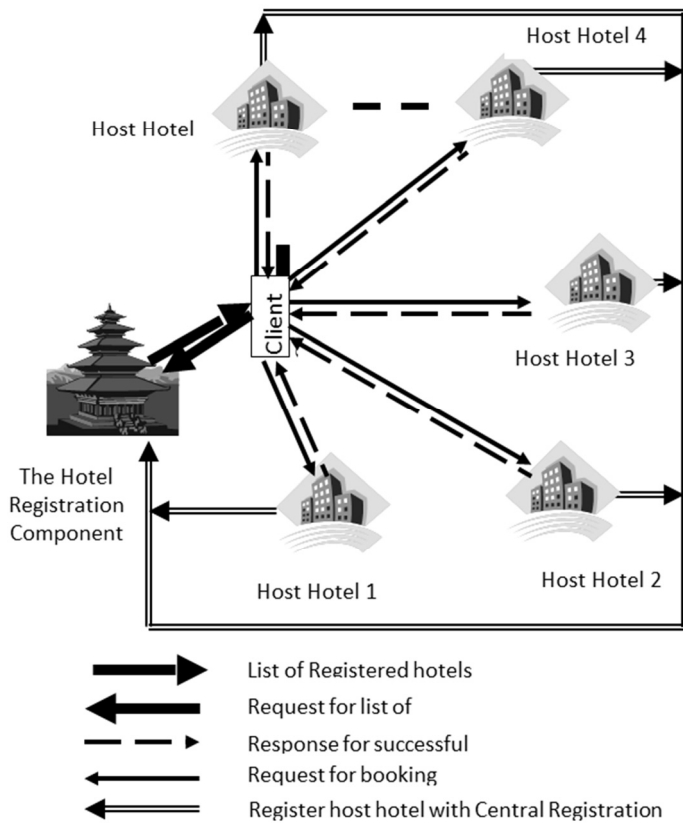 Host Hotel 4
Host Hotel
Client
Host Hotel 3
The Hotel
Registration
Component
Host Hotel 1
Host Hotel 2
List of Registered hotels
Request for list of
Response for successful
Request for booking
Register host hotel with Central Registration